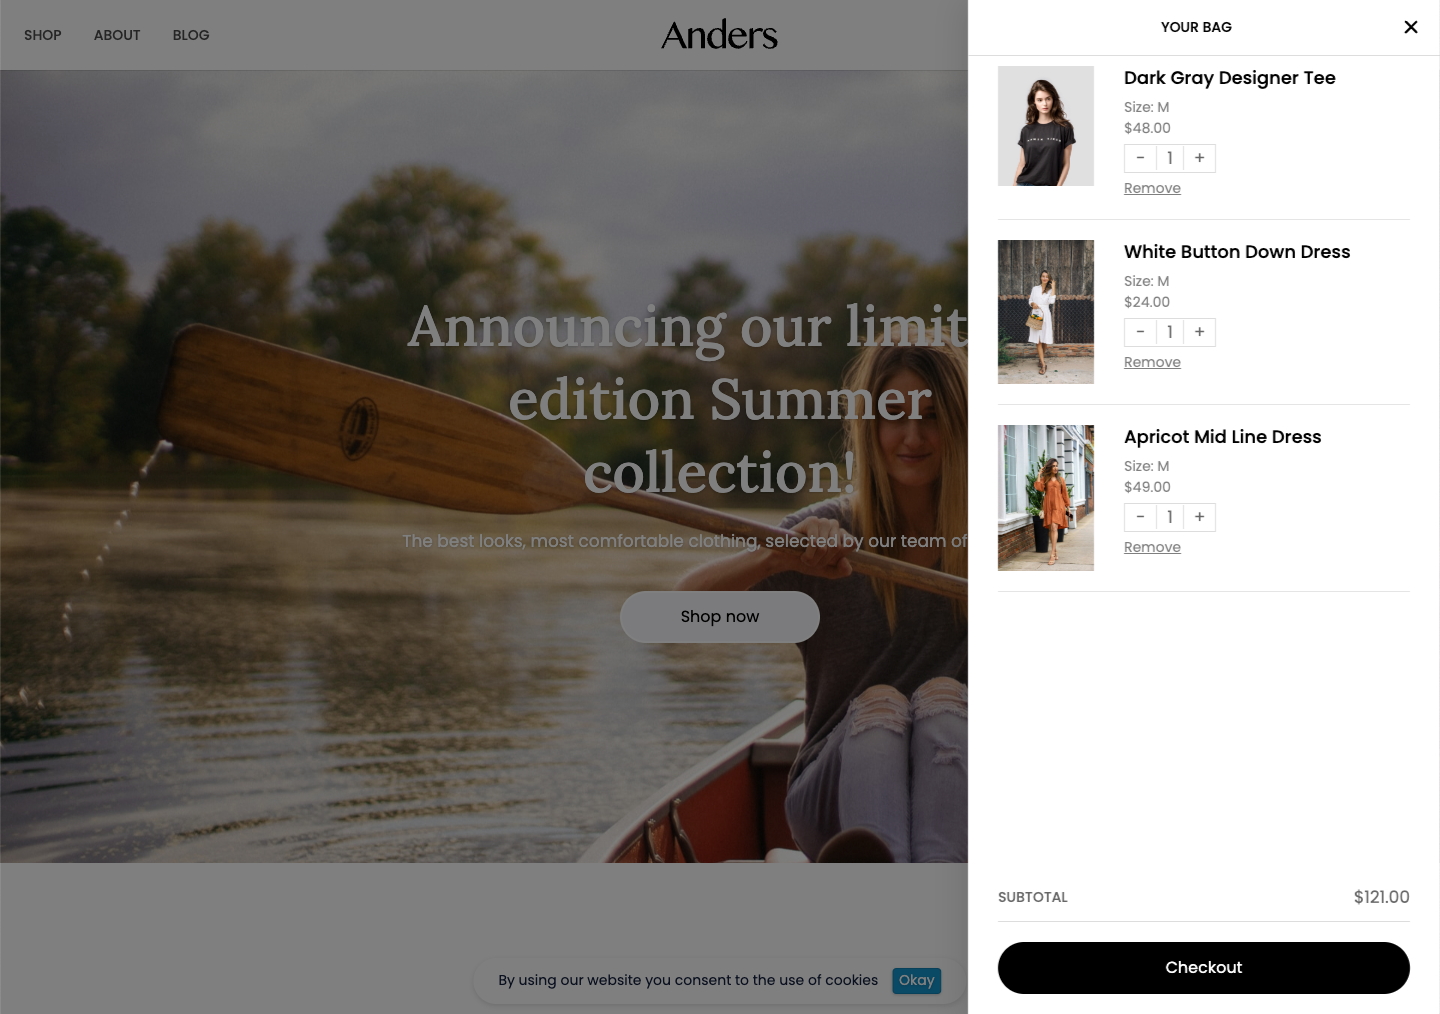 SHOP ABOUT BLOG
Anders
Announcing our limit
edition Summer
collection!
The best looks, most comfortable clothing, selected by our team of
Shop now
By using our website you consent to the use of cookies Okay
YOUR BAG
Dark Gray Designer Tee
Size: M
$48.00
- 1 +
Remove
White Button Down Dress
Size: M
$24.00
- 1 +
Remove
Apricot Mid Line Dress
Size: M
$49.00
- 1 +
Remove
SUBTOTAL $121.00
Checkout